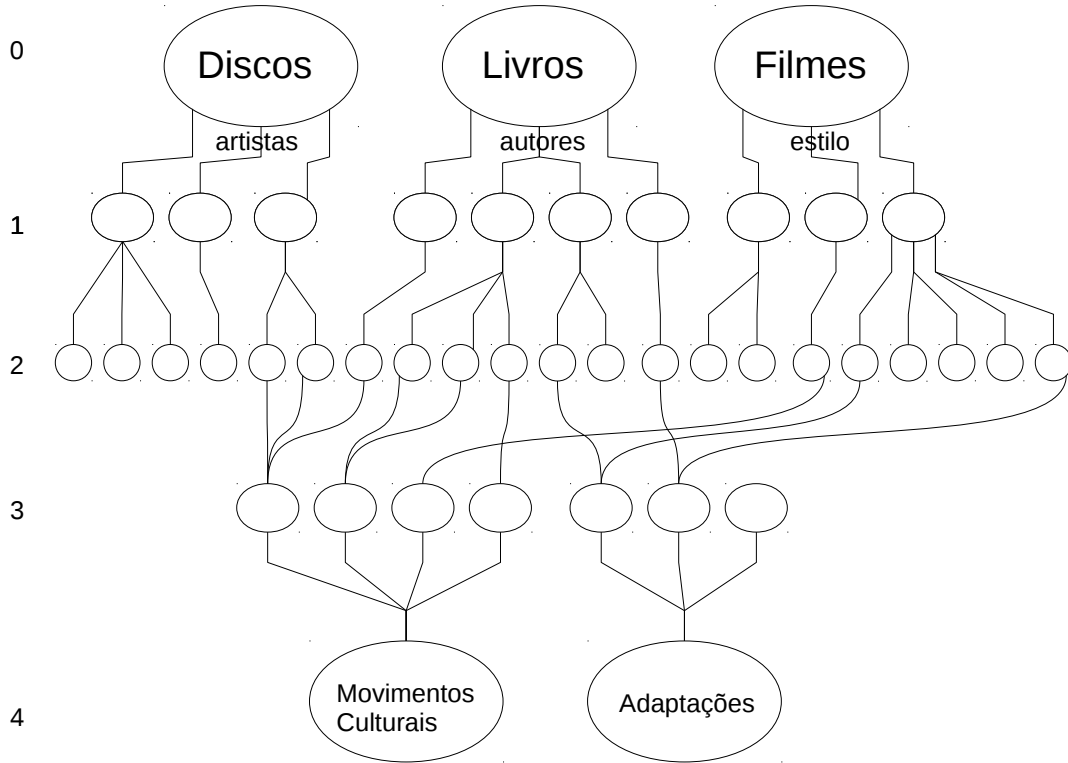 0
Discos
Livros
Filmes
artistas
autores
estilo
1
2
3
4
Movimentos
Culturais
Adaptações